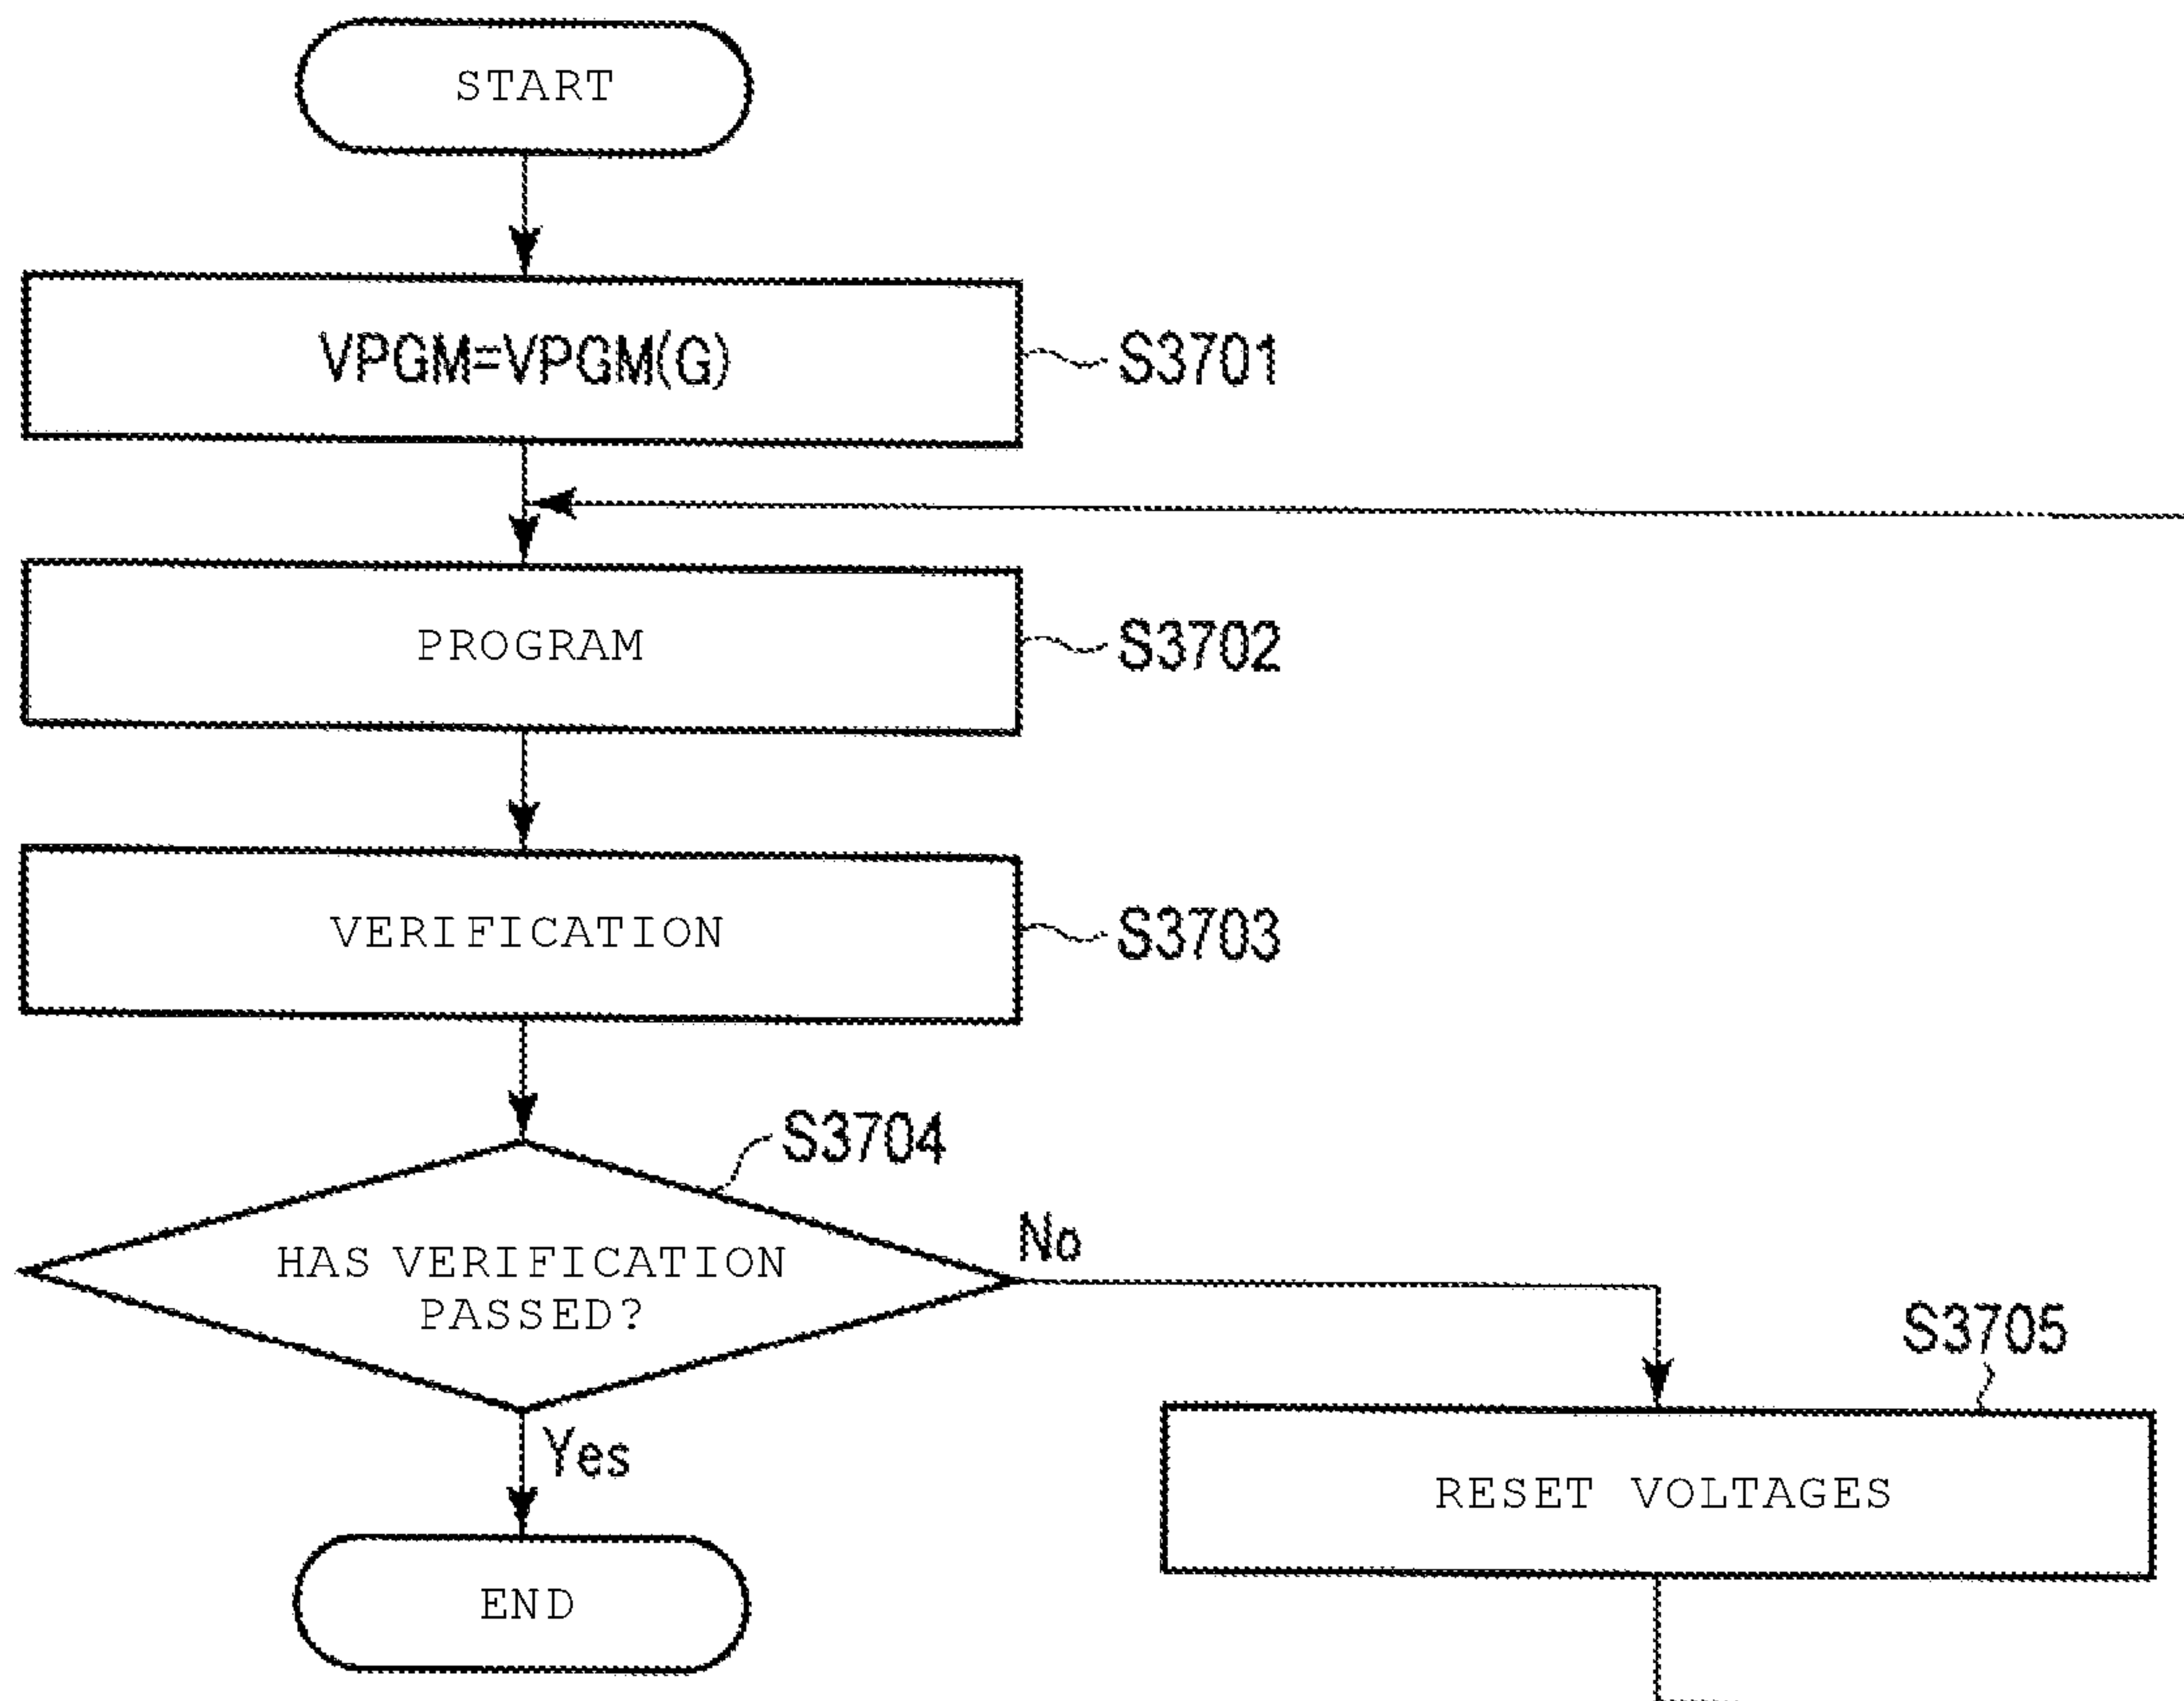 START
VPGM=VPGM(G)
S3701
PROGRAM
S3702
VERIFICATION
S3703
S3704
HAS VERIFICATION
PASSED?
No
Yes
S3705
RESET VOLTAGES
END